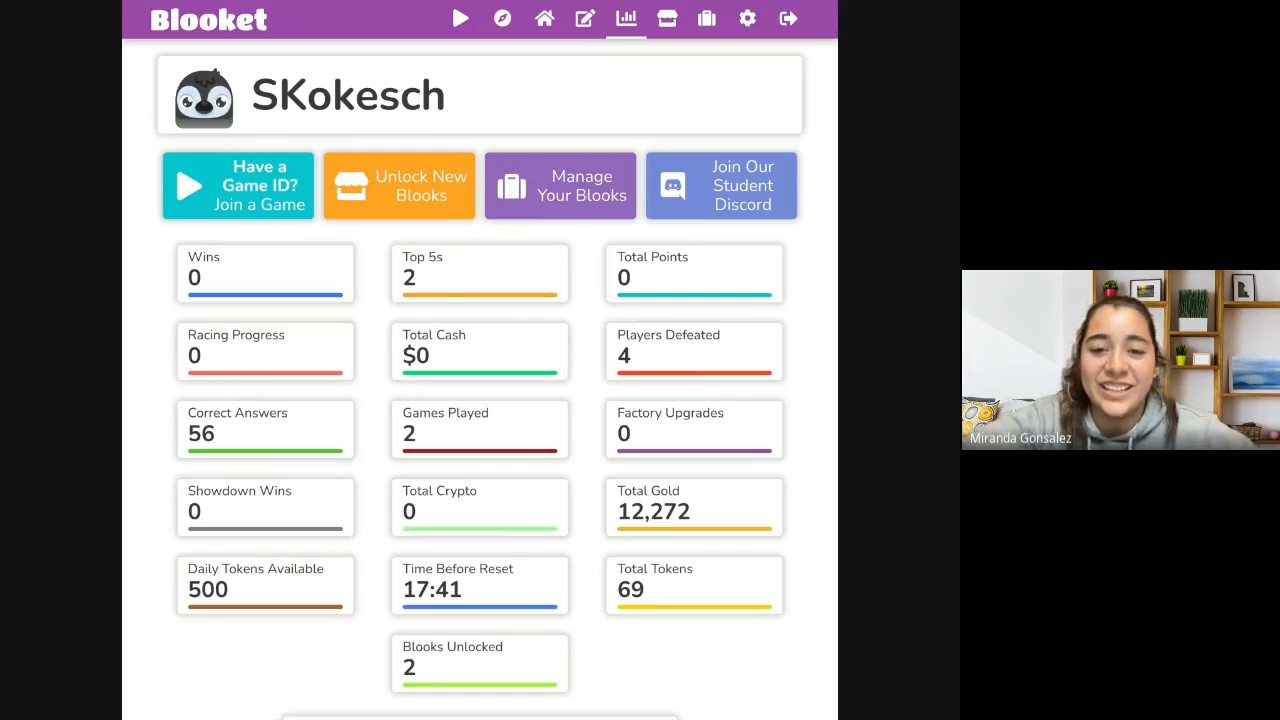 Blooket
SKokesch
Have a
Game ID?
Join a Game
Unlock New
Blooks
Manage
Your Blooks
Join Our
Student
Discord
Wins
0
Top 5s
2
Total Points
0
Racing Progress
0
Total Cash
$0
Players Defeated
4
Correct Answers
56
Games Played
2
Factory Upgrades
0
Showdown Wins
0
Total Crypto
0
Total Gold
12,272
Daily Tokens Available
500
Time Before Reset
17:41
Total Tokens
69
Blooks Unlocked
2
Miranda Gonsalez